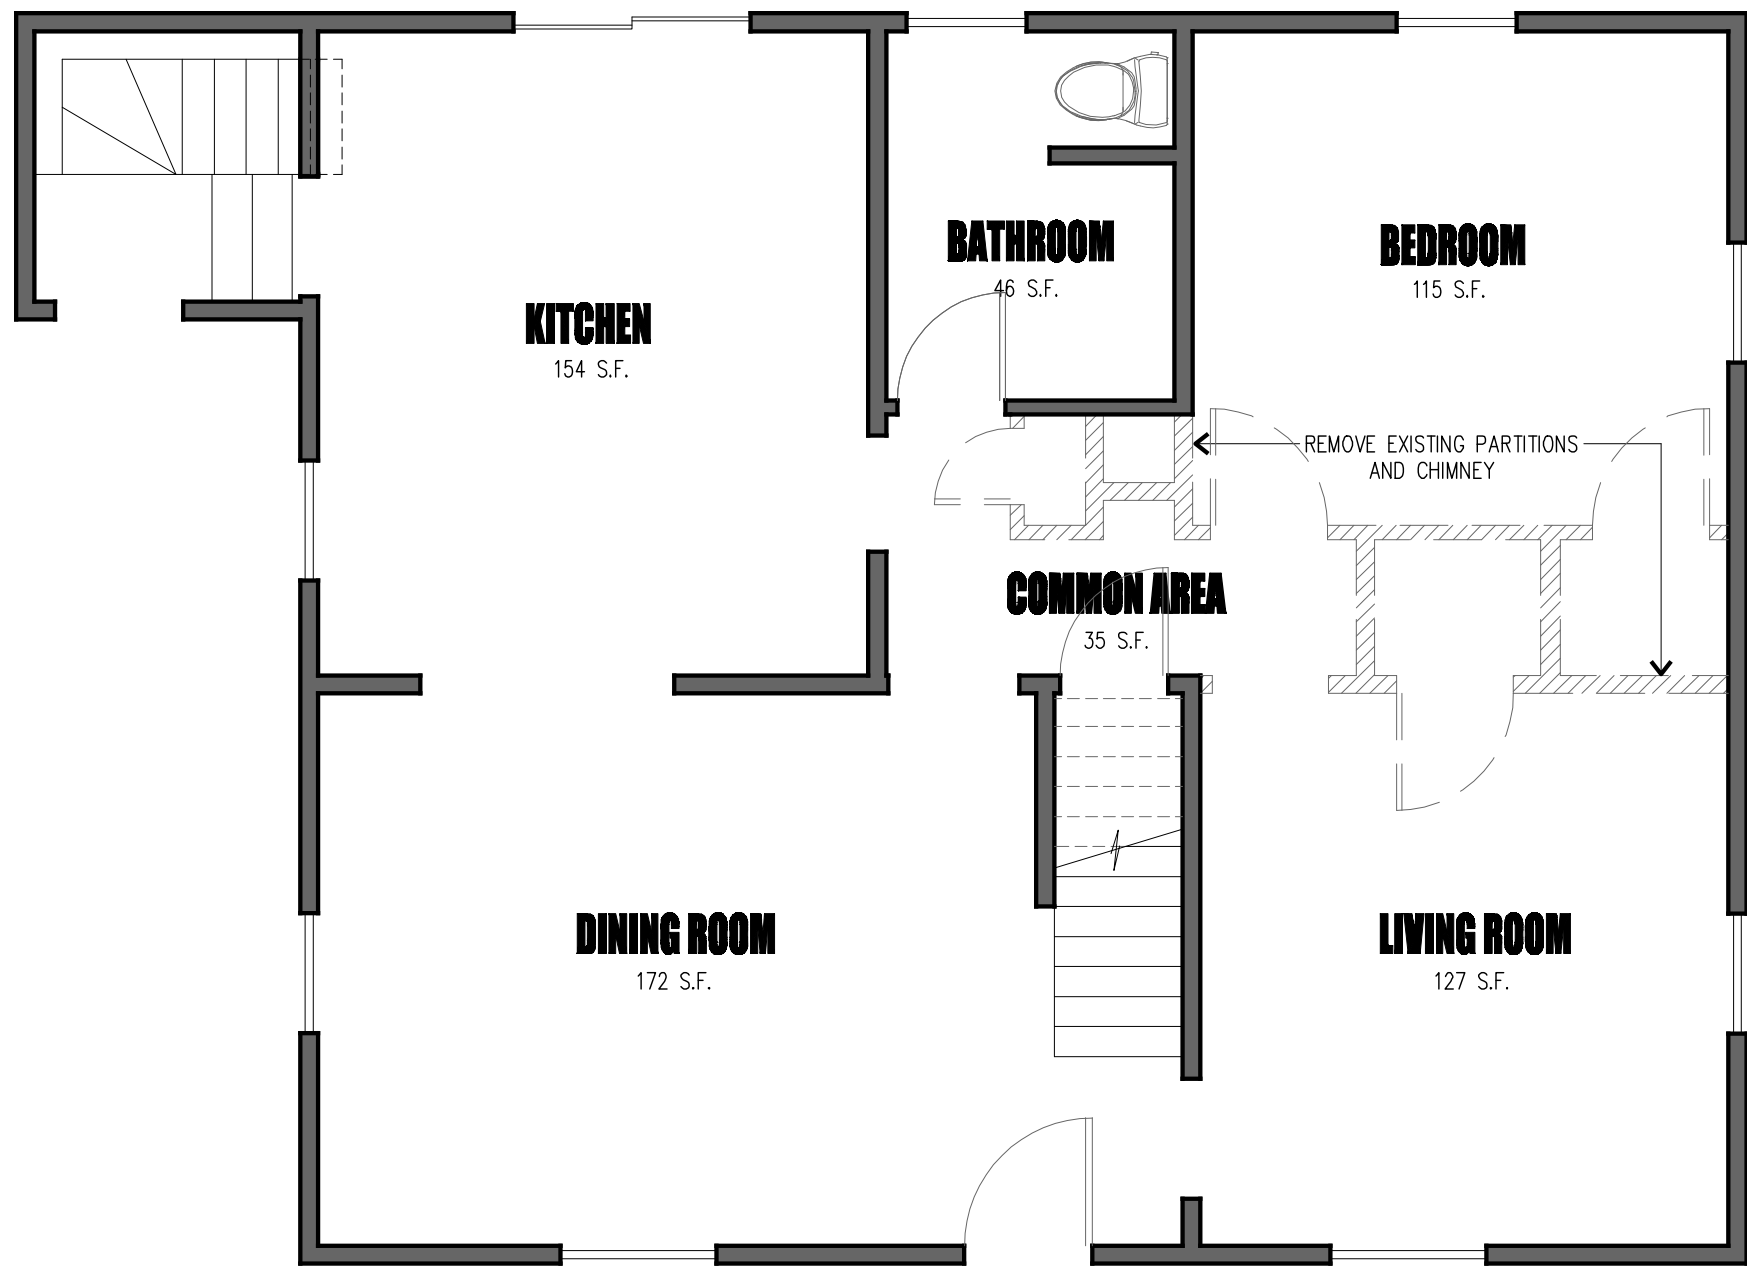 BATHROOM
46 S.F.
BEDROOM
115 S.F.
KITCHEN
154 S.F.
REMOVE EXISTING PARTITIONS
AND CHIMNEY
COMMON AREA
35 S.F.
DINING ROOM
172 S.F.
LIVING ROOM
127 S.F.